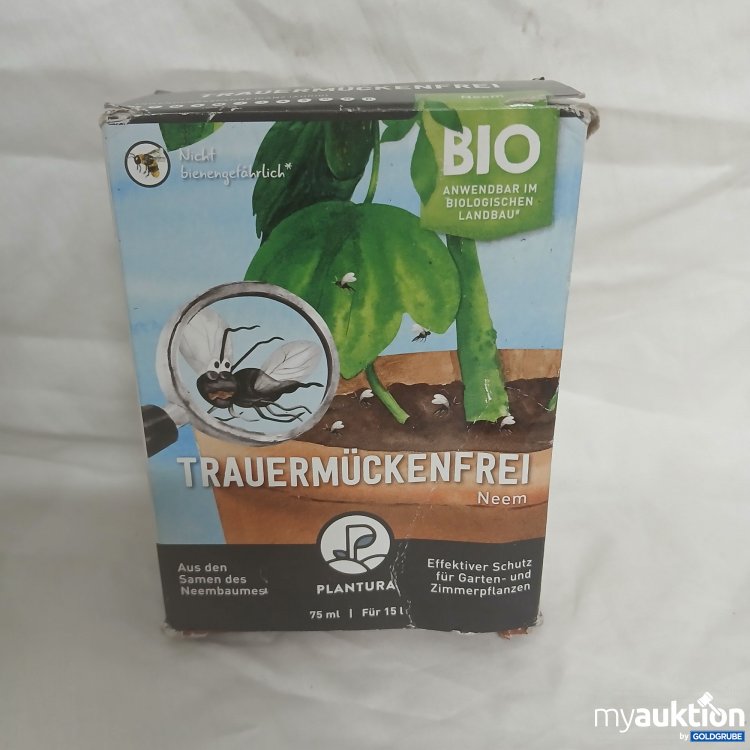 TRAUERMÜCKENFREI
Neem
Nicht
bienengefährlich*
BIO
ANWENDBAR IM
BIOLOGISCHEN
LANDBAU#
TRAUERMÜCKENFREI
Neem
Aus den
Samen des
Neembaumes
PLANTURA
75 ml | Für 15 l
Effektiver Schutz
für Garten- und
Zimmerpflanzen
myauktion
by GOLDGRUBE